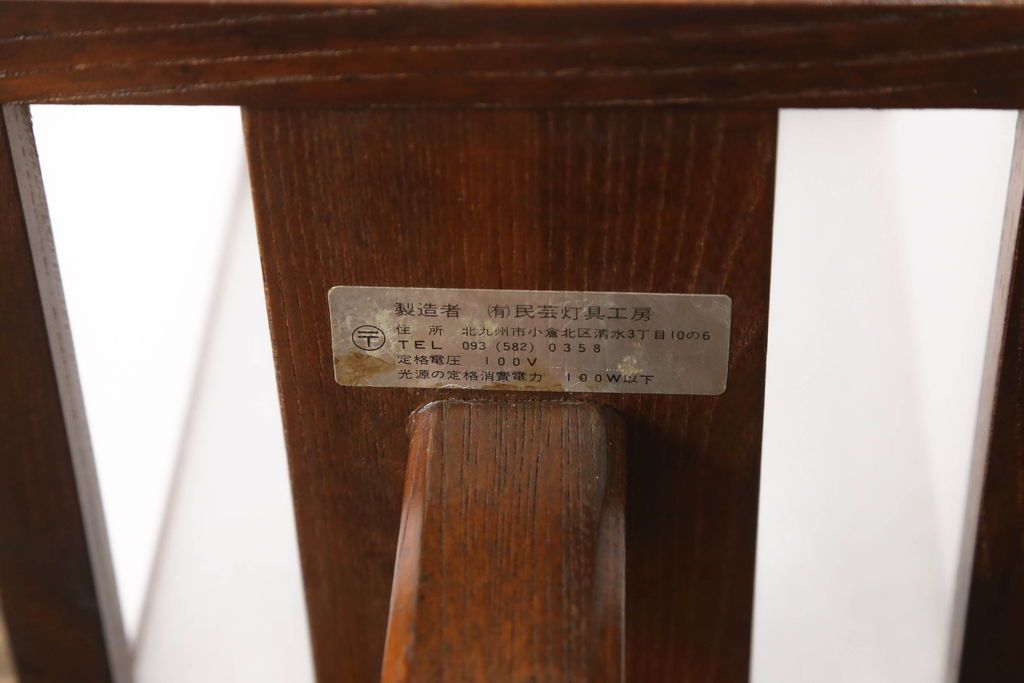 製造者 ㈲民芸灯具工房
〒 住所 北九州市小倉北区清水3丁目10の6
TEL 093 (582) 0358
定格電圧 100V
光源の定格消費電力 100W以下